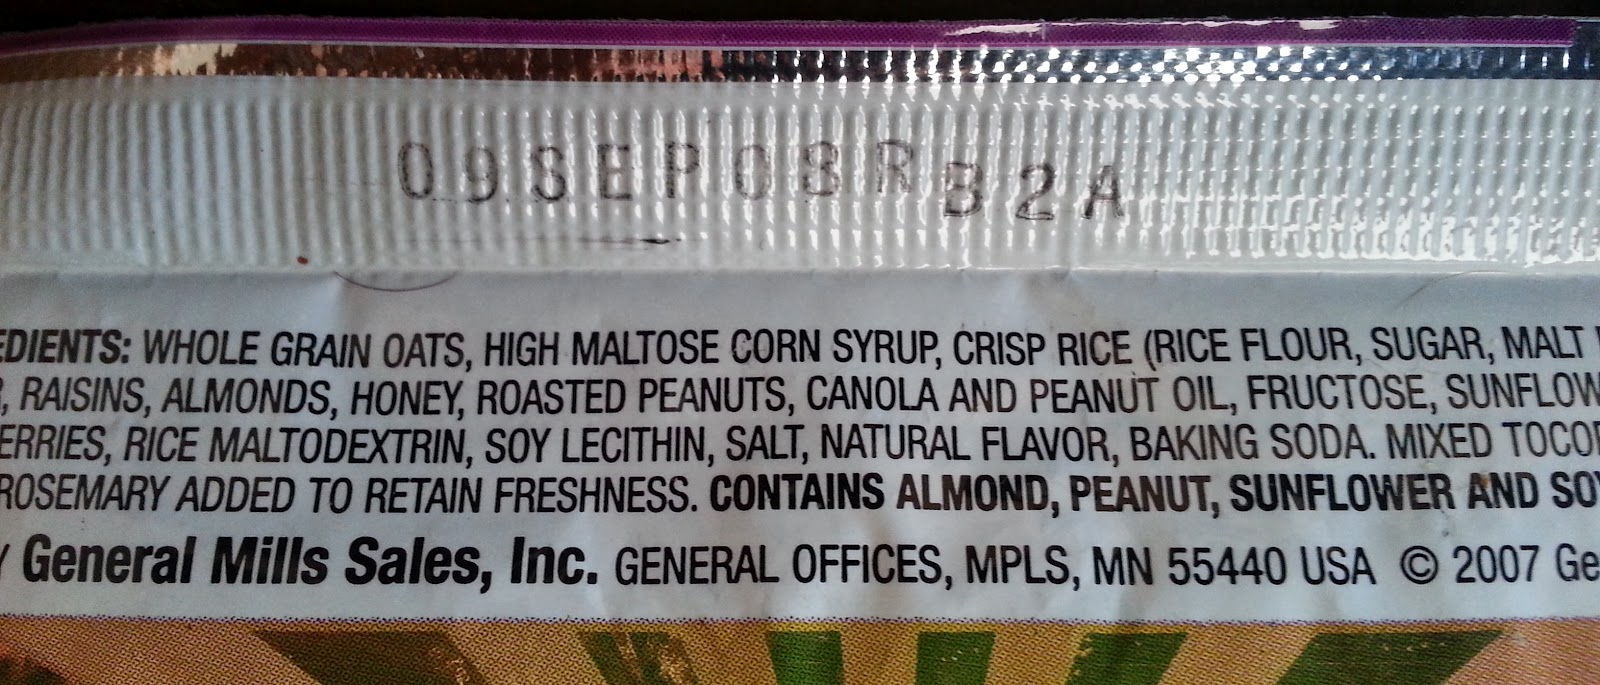 09SEP08R B2A
EDIENTS: WHOLE GRAIN OATS, HIGH MALTOSE CORN SYRUP, CRISP RICE (RICE FLOUR, SUGAR, MALT
, RAISINS, ALMONDS, HONEY, ROASTED PEANUTS, CANOLA AND PEANUT OIL, FRUCTOSE, SUNFLOW
ERRIES, RICE MALTODEXTRIN, SOY LECITHIN, SALT, NATURAL FLAVOR, BAKING SODA. MIXED TOCO
ROSEMARY ADDED TO RETAIN FRESHNESS. CONTAINS ALMOND, PEANUT, SUNFLOWER AND SO
General Mills Sales, Inc. GENERAL OFFICES, MPLS, MN 55440 USA © 2007 Ge